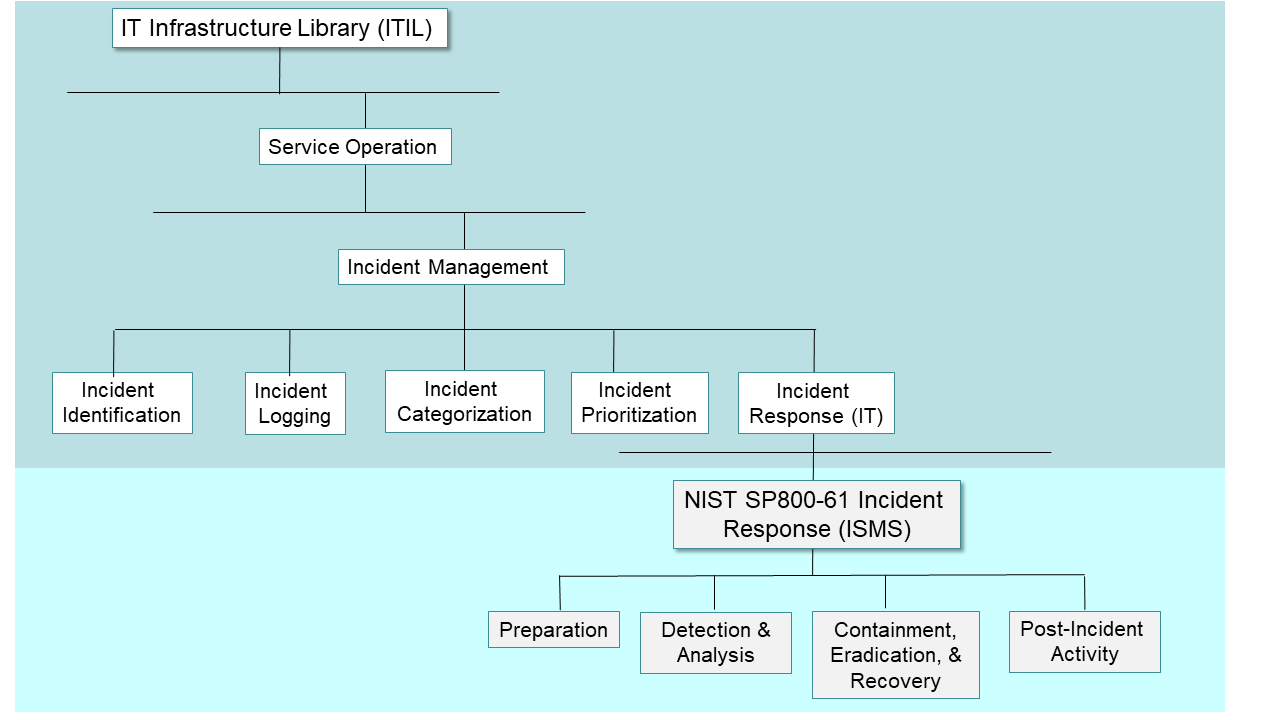 IT Infrastructure Library (ITIL)
Service Operation
Incident Management
Incident
Identification
Incident
Logging
Incident
Categorization
Incident
Prioritization
Incident
Response (IT)
NIST SP800-61 Incident
Response (ISMS)
Preparation
Detection &
Analysis
Containment,
Eradication, &
Recovery
Post-Incident
Activity